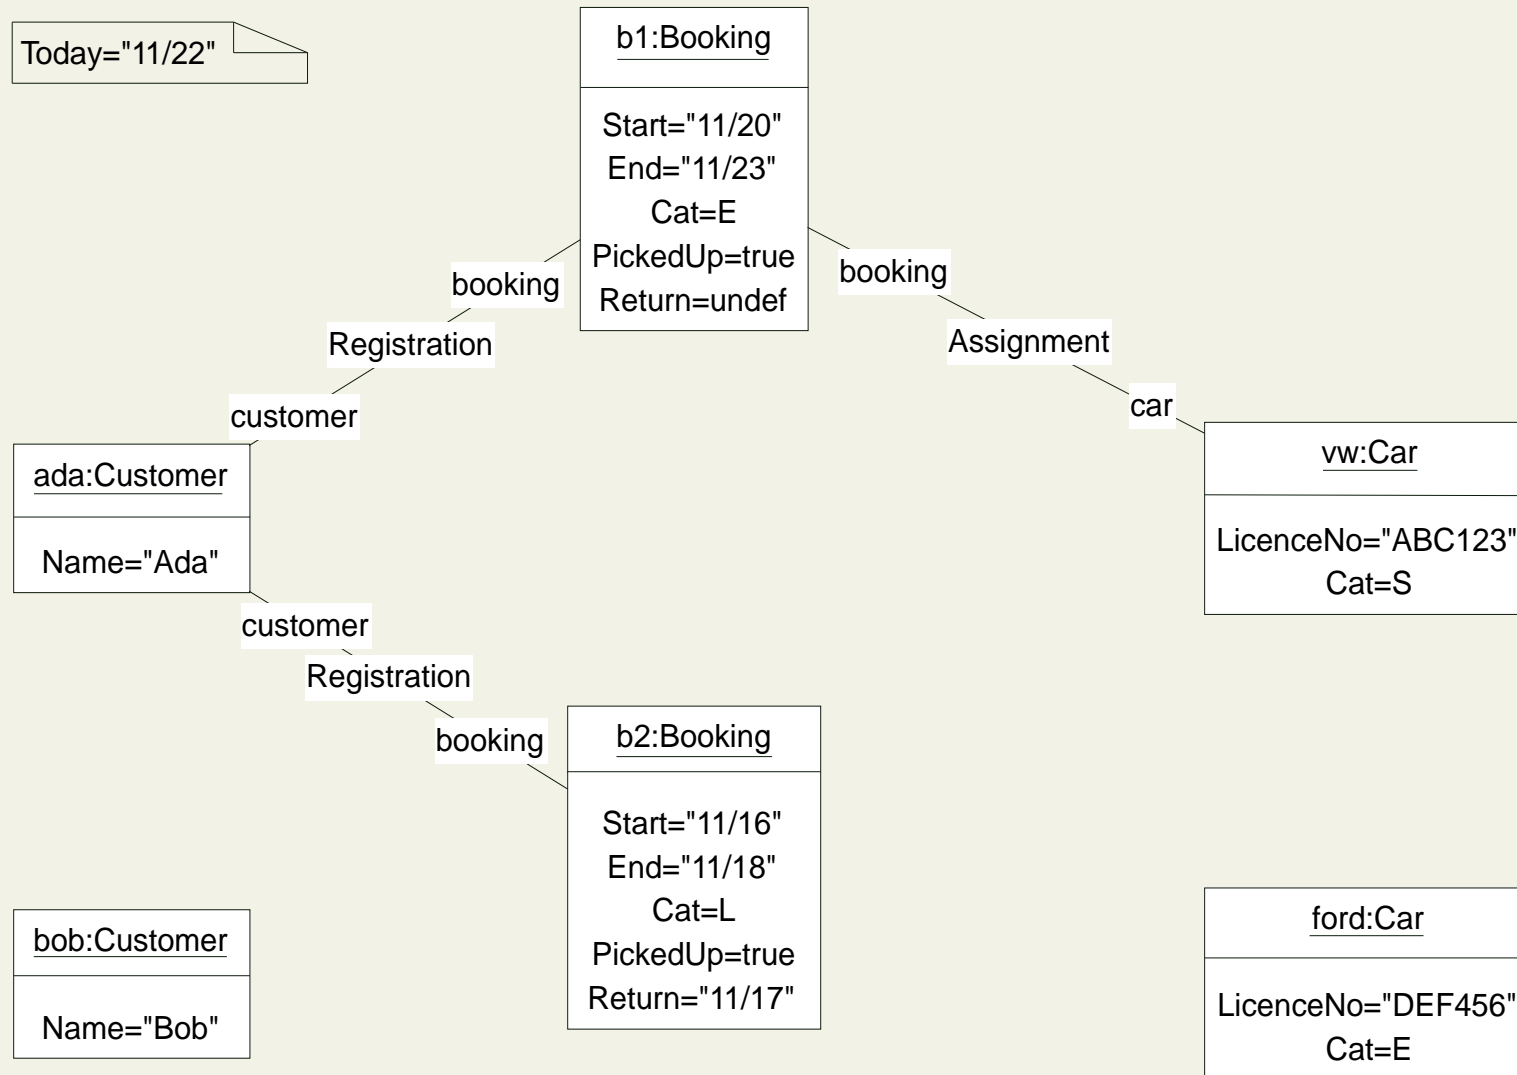 Today="11/22"
b1:Booking
Start="11/20"
End="11/23"
Cat=E
PickedUp=true
Return=undef
booking
Registration
customer
booking
Assignment
car
ada:Customer
Name="Ada"
vw:Car
LicenceNo="ABC123"
Cat=S
customer
Registration
booking
b2:Booking
Start="11/16"
End="11/18"
Cat=L
PickedUp=true
Return="11/17"
bob:Customer
Name="Bob"
ford:Car
LicenceNo="DEF456"
Cat=E